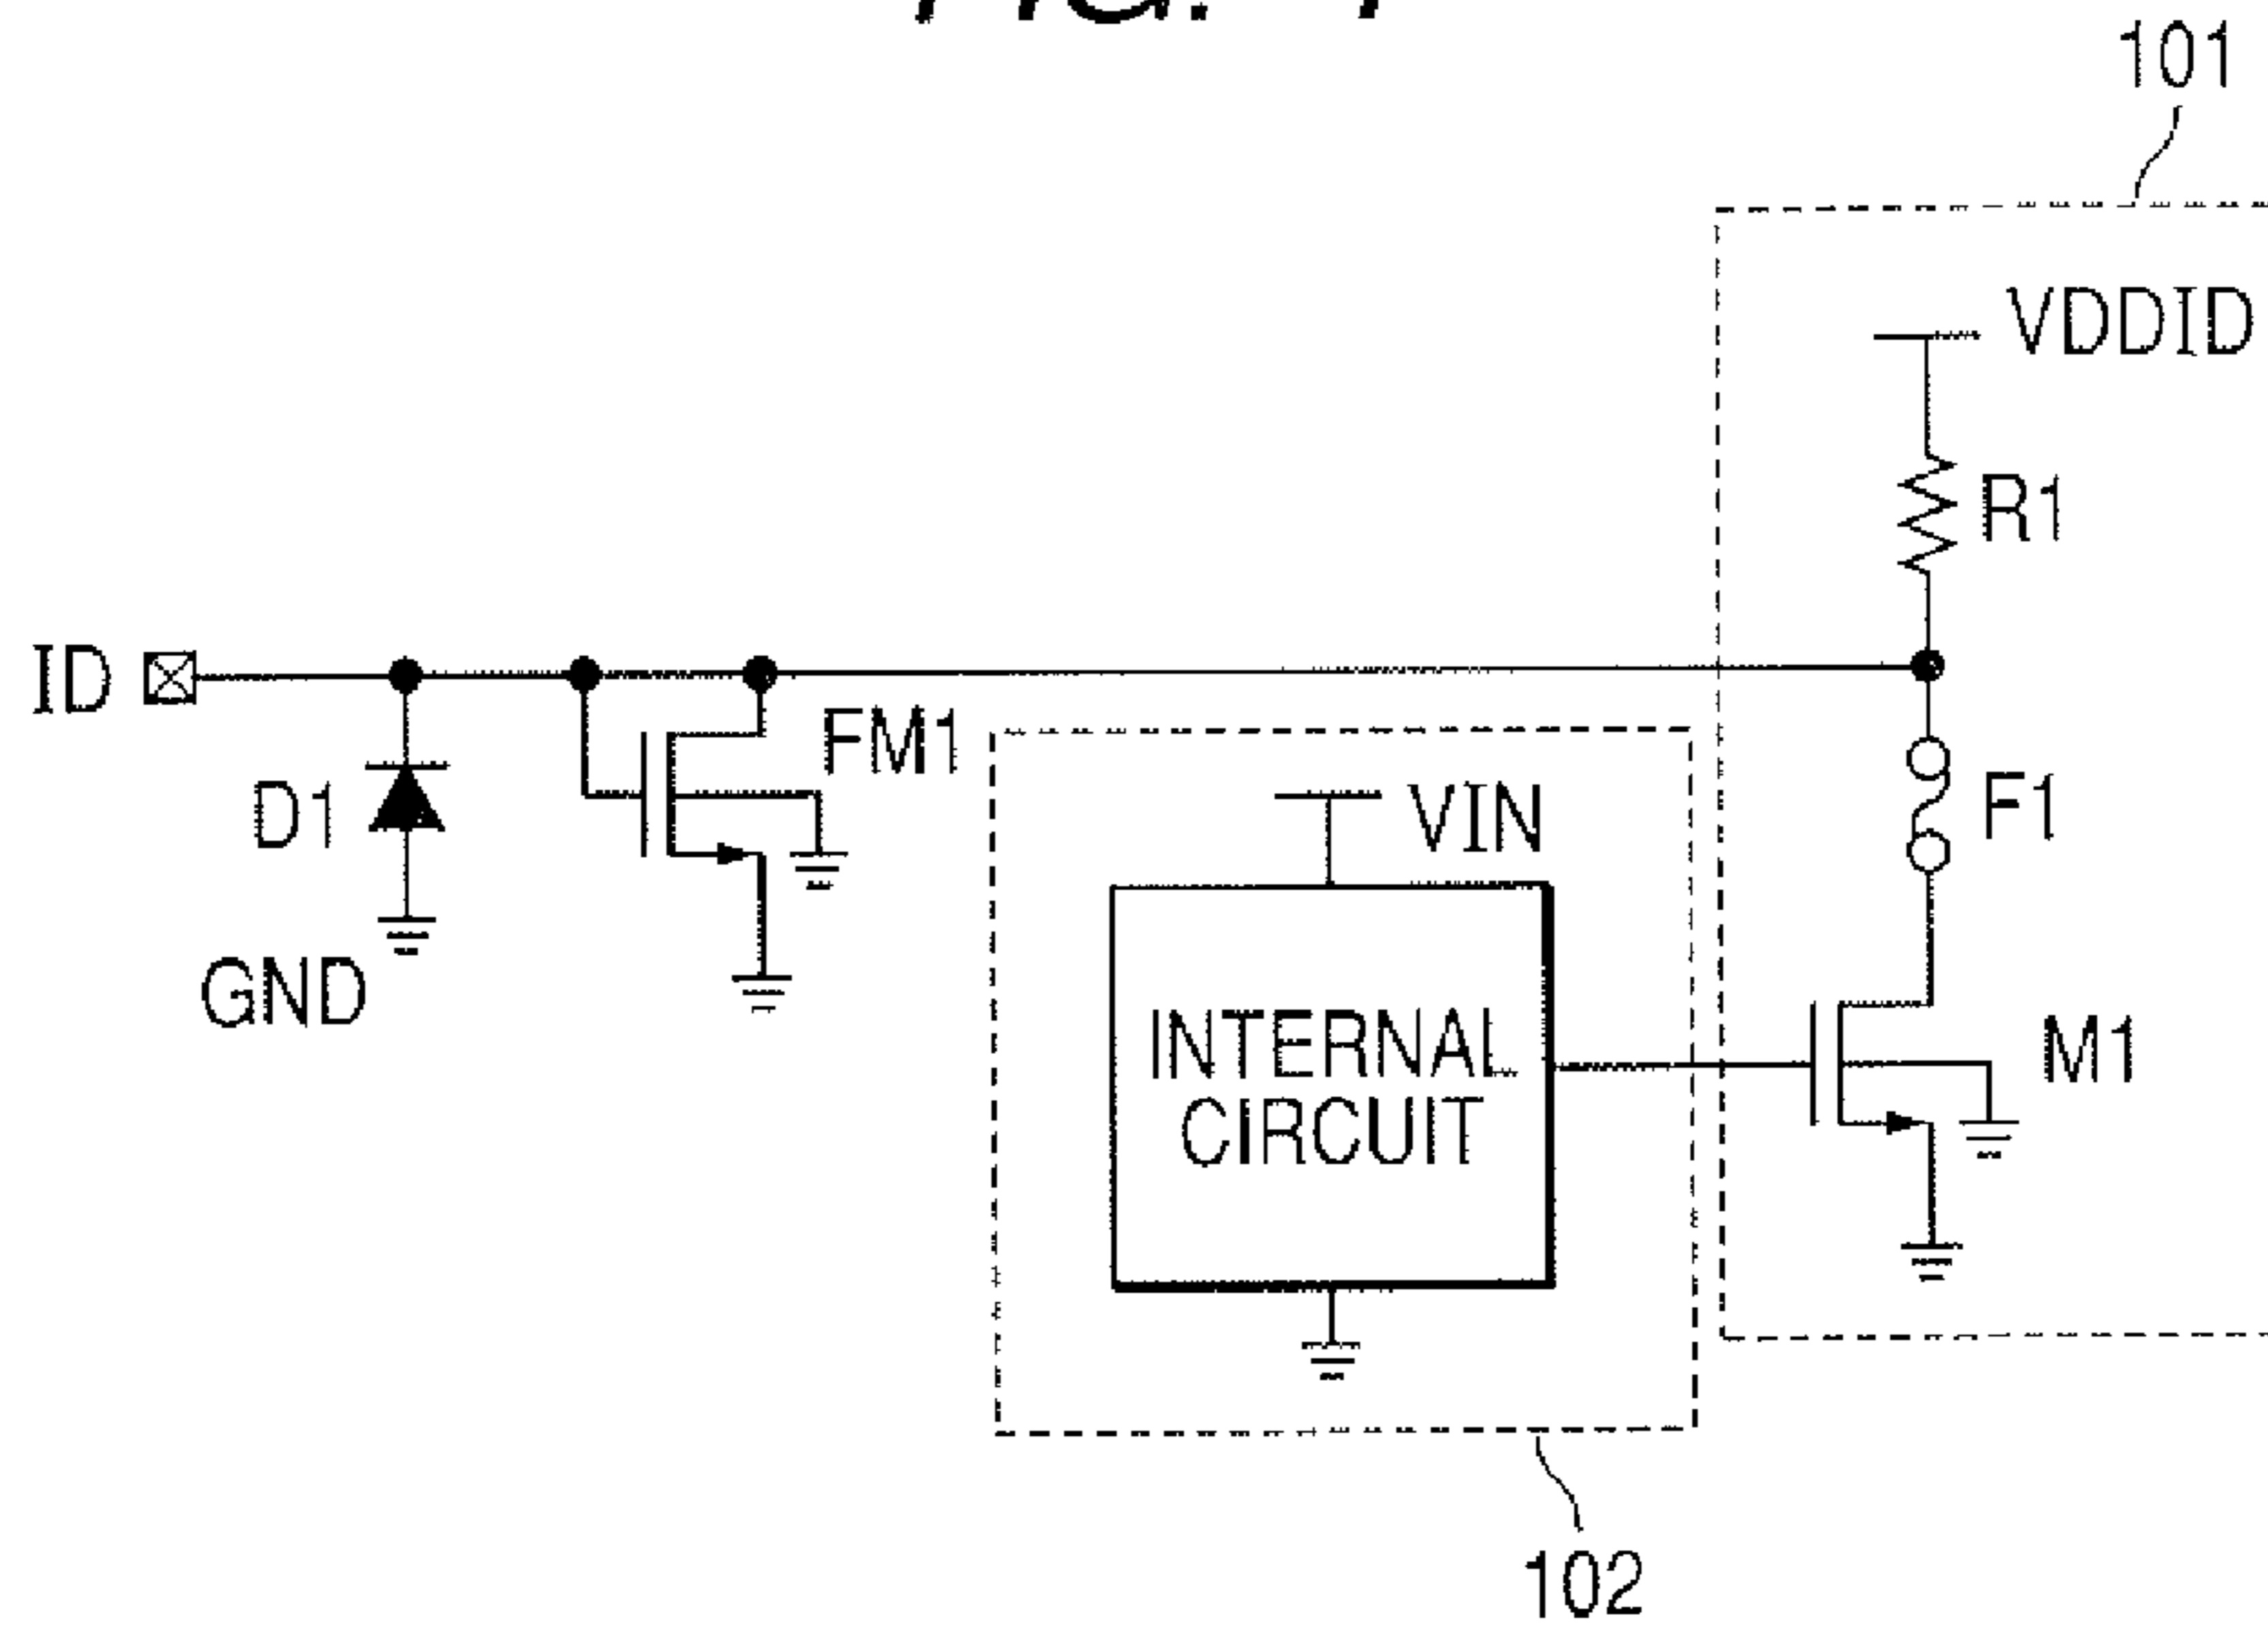 101
VDDID
R1
ID
FM1
D1
VIN
F1
GND
INTERNAL
CIRCUIT
M1
102